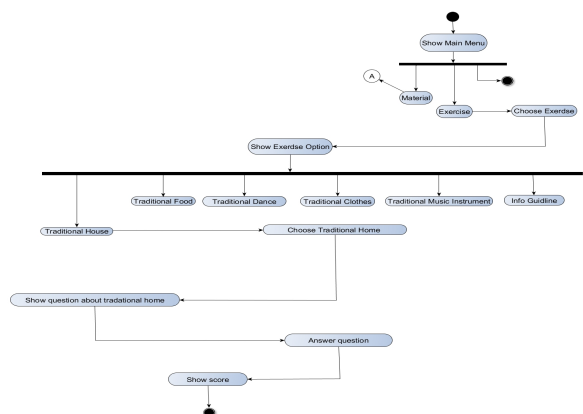 Show Main Menu
A
Material
Exercise
Choose Exerdse
Show Exerdse Option
Traditional Food
Traditional Dance
Traditional Clothes
Traditional Music Instrument
Info Guidline
Traditional House
Choose Traditional Home
Show question about tradational home
Answer question
Show score